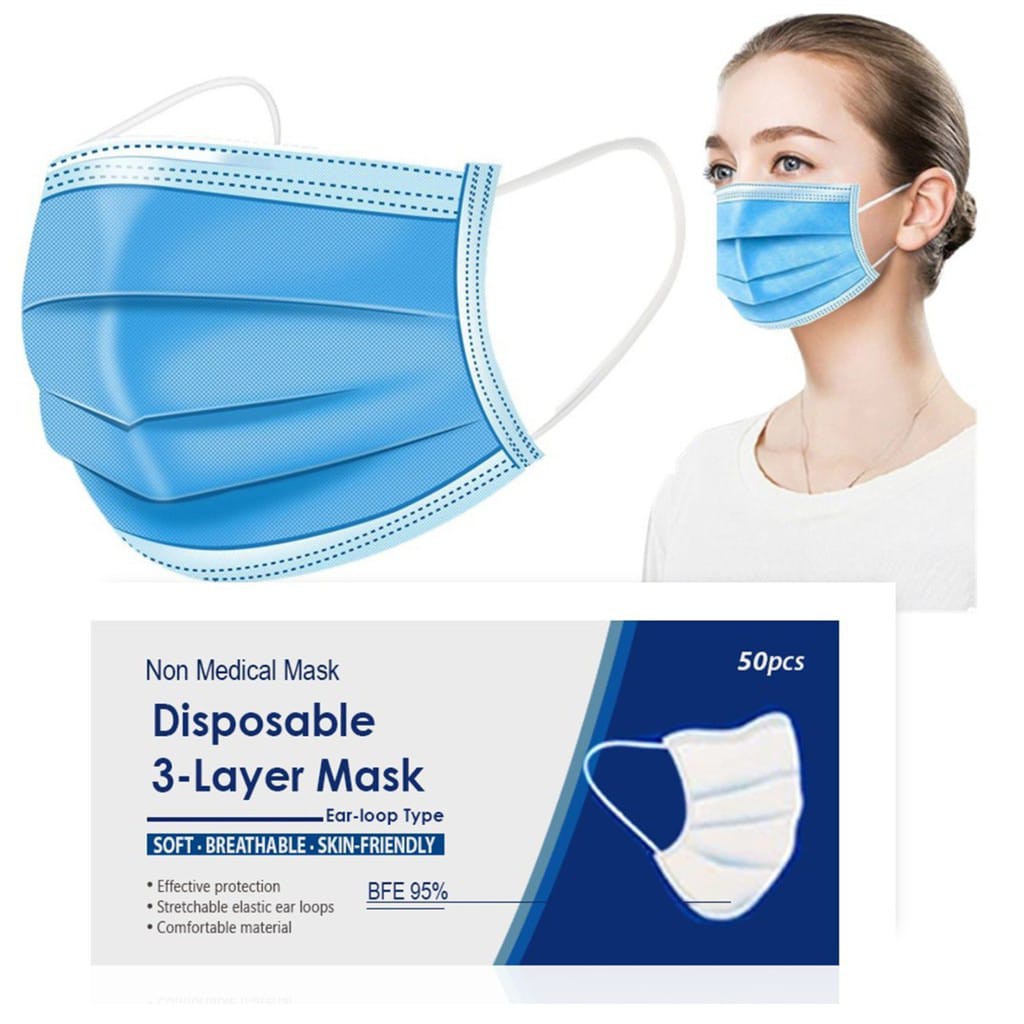 50pcs
Non Medical Mask
Disposable
3-Layer Mask
Ear-loop Type
SOFT · BREATHABLE · SKIN-FRIENDLY
• Effective protection
• Stretchable elastic ear loops
• Comfortable material
BFE 95%